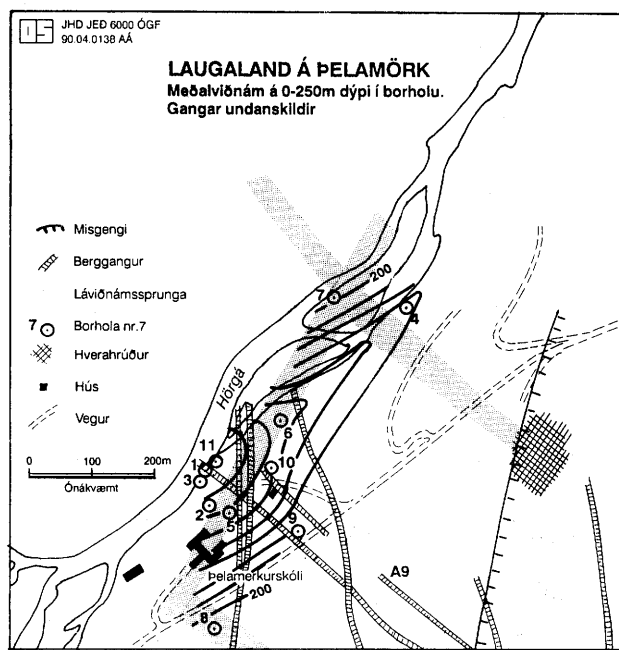 OS
JHD JEÐ 6000 ÓGF
90.04.0138 AÁ
LAUGALAND Á ÞELAMÖRK
Meðalviðnám á 0-250m dýpi í borholu.
Gangar undanskildir
Misgengi
Berggangur
Láviðnámssprunga
7 Borhola nr.7
Hverahrúður
Hús
Vegur
0 100 200m
Ónákvæmt
Hörgá
200
7
4
6
11
1
10
3
2
5
9
Þelamerkurskóli
A9
200
8